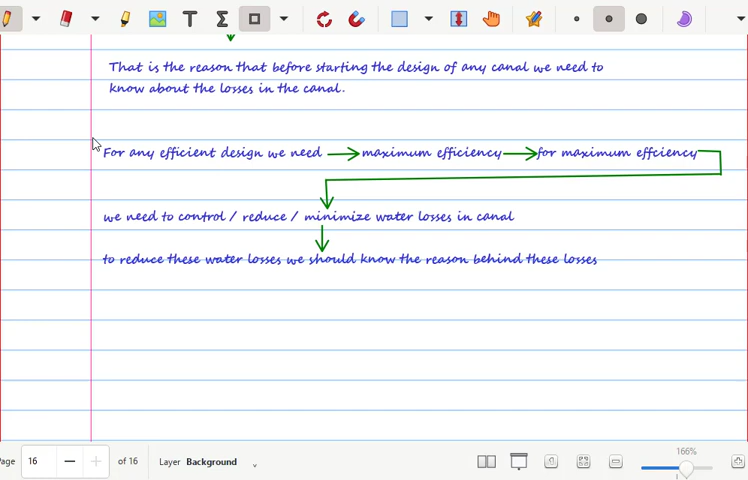 That is the reason that before starting the design of any canal we need to
know about the losses in the canal.
For any efficient design we need → maximum efficiency → for maximum effciency
we need to control / reduce / minimize water losses in canal
to reduce these water losses we should know the reason behind these losses
Page 16 of 16 Layer Background 166%